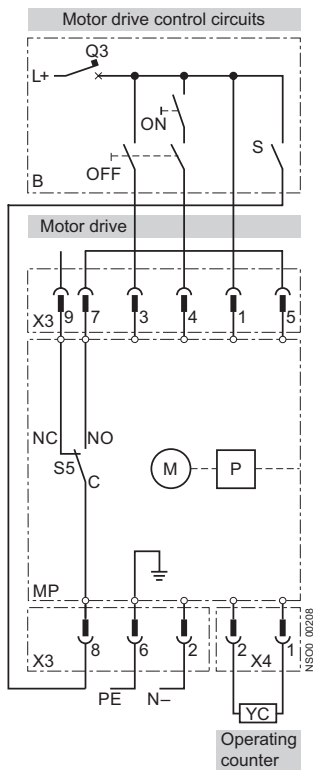 Motor drive control circuits
Q3
L+
ON
S
OFF
B
Motor drive
X3 9 7 3 4 1 5
NC NO
S5 C
M P
MP
8 6 2 2 1
X3 X4
PE N–
YC
NSO0 00208
Operating
counter